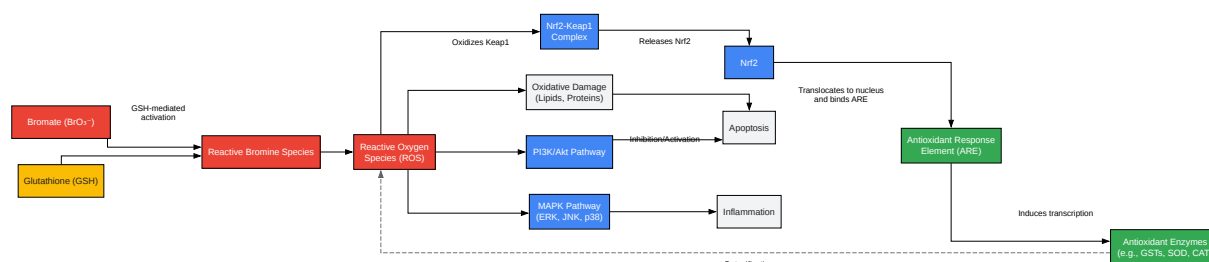 Nrf2-Keap1
Complex
Oxidizes Keap1
Releases Nrf2
Nrf2
Oxidative Damage
(Lipids, Proteins)
Translocates to nucleus
and binds ARE
GSH-mediated
activation
Bromate (BrO₃⁻)
Apoptosis
Inhibition/Activation
Reactive Bromine Species
Reactive Oxygen
Species (ROS)
PI3K/Akt Pathway
Antioxidant Response
Element (ARE)
Glutathione (GSH)
MAPK Pathway
(ERK, JNK, p38)
Inflammation
Induces transcription
Antioxidant Enzymes
(e.g., GSTs, SOD, CAT